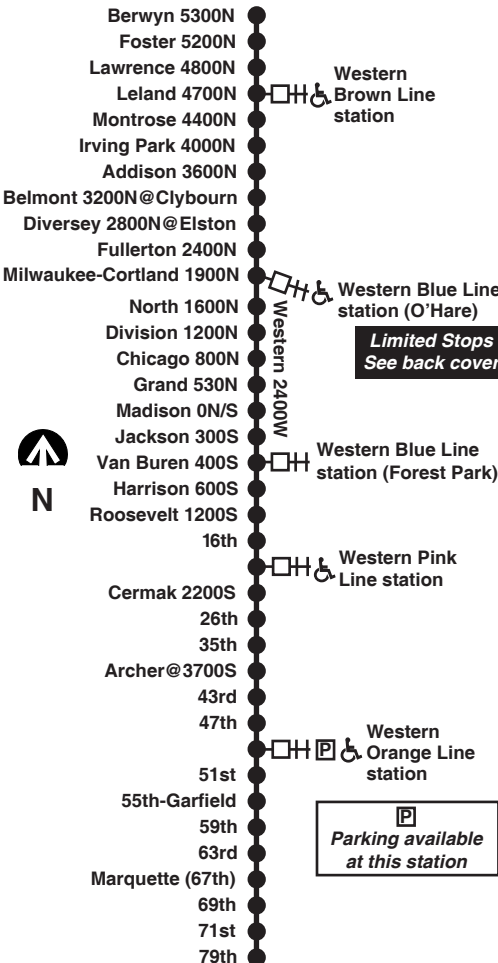 Berwyn 5300N
Foster 5200N
Lawrence 4800N
Leland 4700N
Western
Brown Line
station
Montrose 4400N
Irving Park 4000N
Addison 3600N
Belmont 3200N@Clybourn
Diversey 2800N@Elston
Fullerton 2400N
Milwaukee-Cortland 1900N
Western Blue Line
station (O'Hare)
North 1600N
Western 2400W
Limited Stops
See back cover
Division 1200N
Chicago 800N
Grand 530N
Madison 0N/S
Jackson 300S
Van Buren 400S
Western Blue Line
station (Forest Park)
N
Harrison 600S
Roosevelt 1200S
16th
Western Pink
Line station
Cermak 2200S
26th
35th
Archer@3700S
43rd
47th
P
Western
Orange Line
station
51st
55th-Garfield
P
Parking available
at this station
59th
63rd
Marquette (67th)
69th
71st
79th